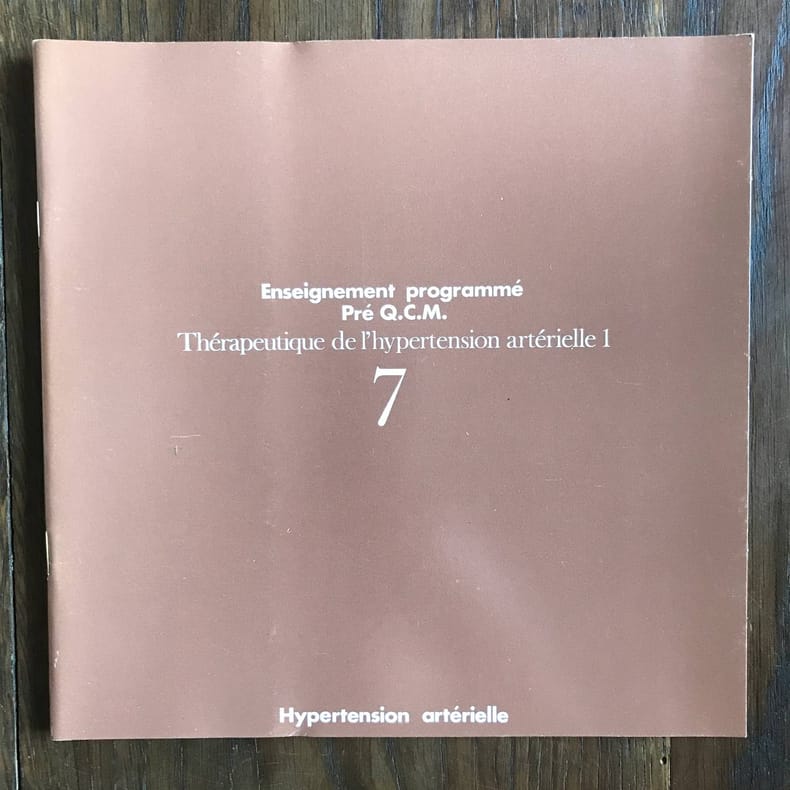 Enseignement programmé
Pré Q.C.M.
Thérapeutique de l'hypertension artérielle 1
7
Hypertension artérielle